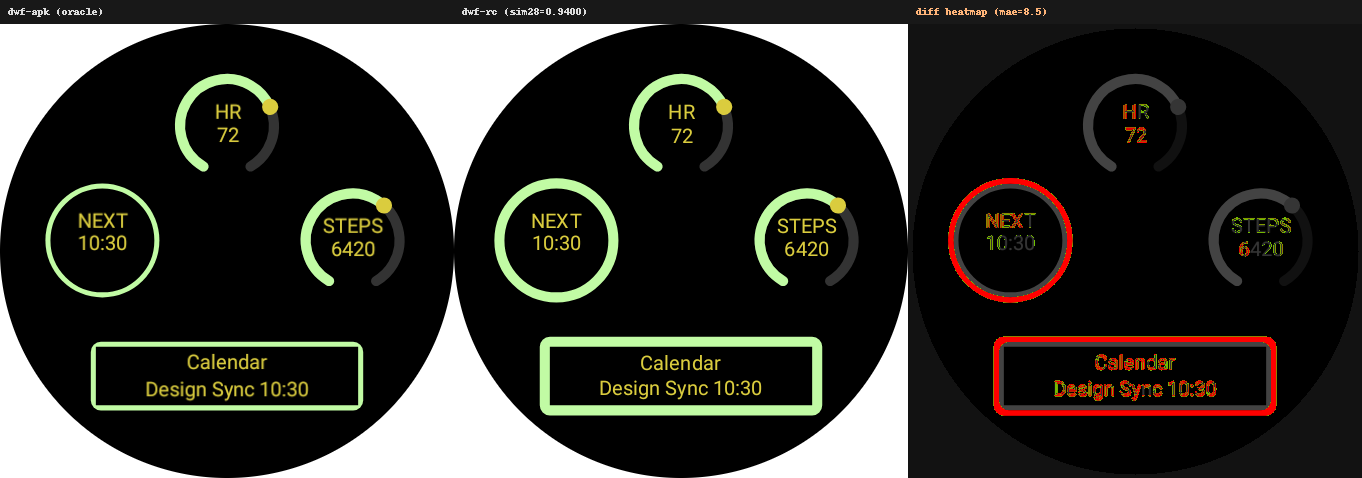 dwf-apk (oracle)
dwf-rc (sim28=0.9400)
diff heatmap (mae=8.5)
HR
72
NEXT
10:30
STEPS
6420
Calendar
Design Sync 10:30
HR
72
NEXT
10:30
STEPS
6420
Calendar
Design Sync 10:30
HR
72
NEXT
10:30
STEPS
6420
Calendar
Design Sync 10:30